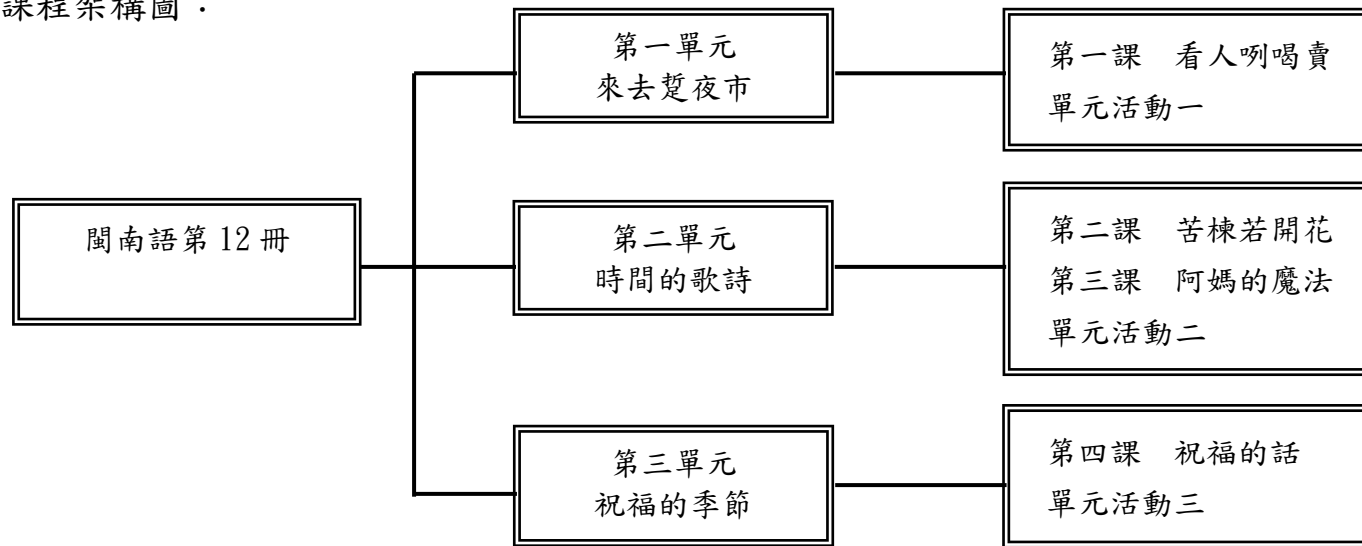 課程架構圖：
閩南語第12冊
第一單元
來去踅夜市
第一課　看人咧喝賣
單元活動一
第二單元
時間的歌詩
第二課　苦楝若開花
第三課　阿媽的魔法
單元活動二
第三單元
祝福的季節
第四課　祝福的話
單元活動三